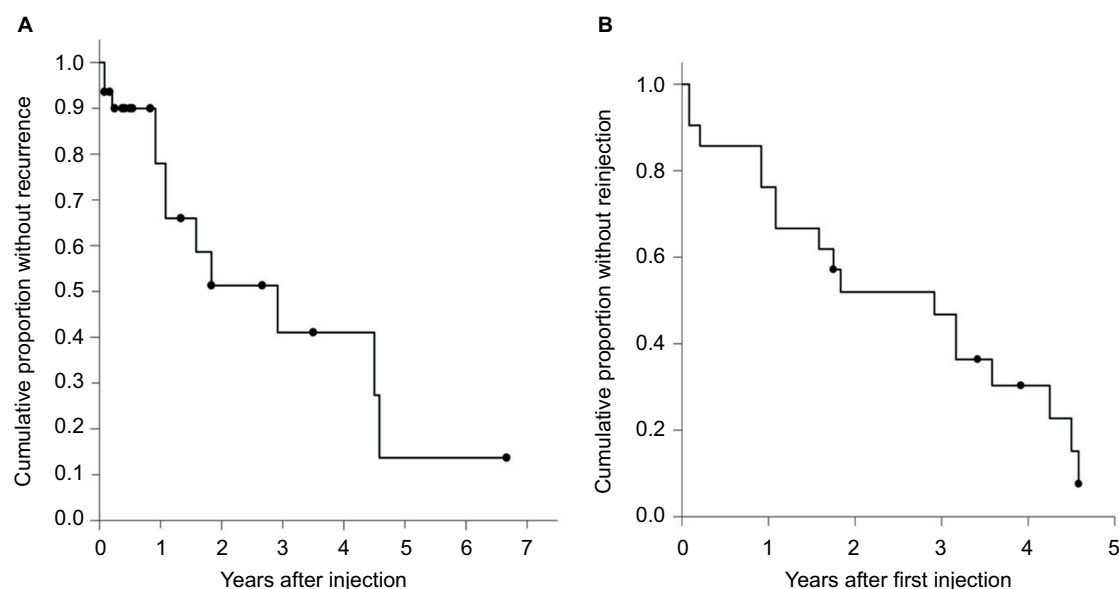 A
Cumulative proportion without recurrence
1.0
0.9
0.8
0.7
0.6
0.5
0.4
0.3
0.2
0.1
0.0
0 1 2 3 4 5 6 7
Years after injection
B
Cumulative proportion without reinjection
1.0
0.8
0.6
0.4
0.2
0.0
0 1 2 3 4 5
Years after first injection